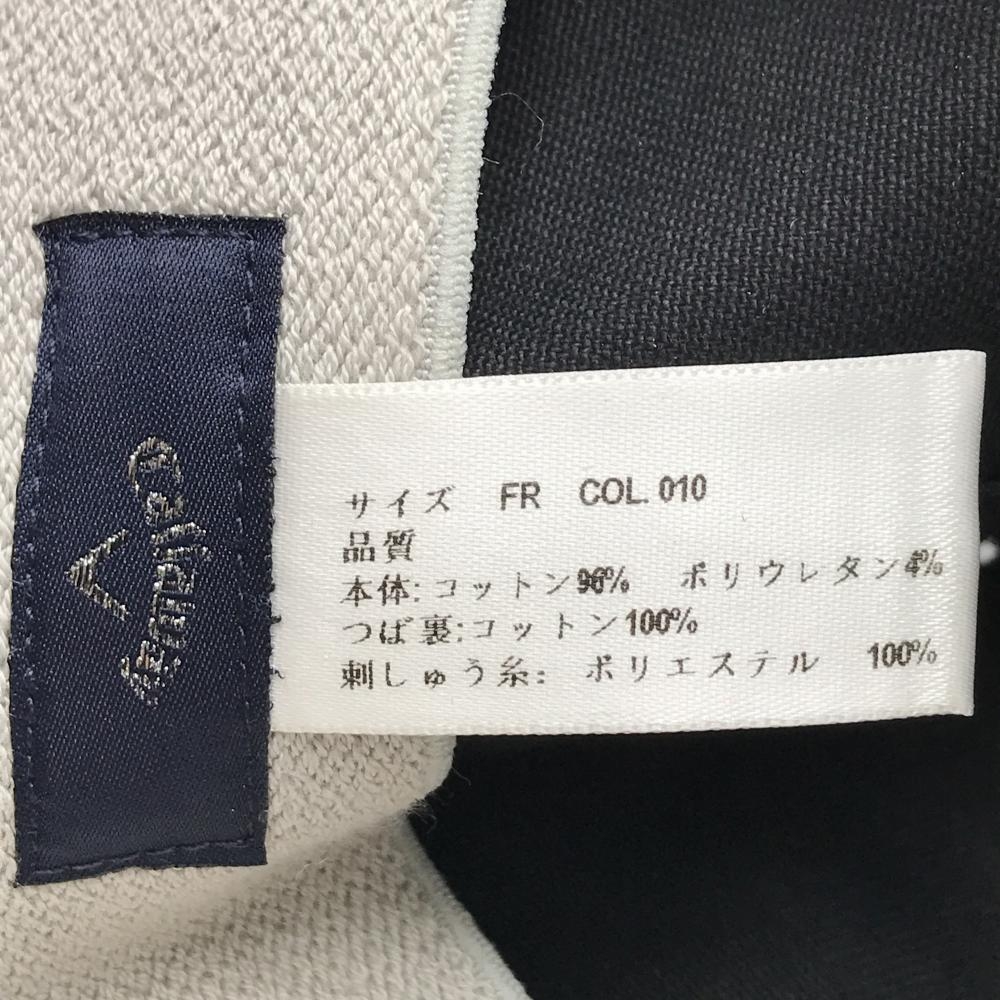 Callaway
サイズ FR COL. 010
品質
本体: コットン96% ポリウレタン4%
つば裏:コットン100%
刺しゅう糸: ポリエステル 100%